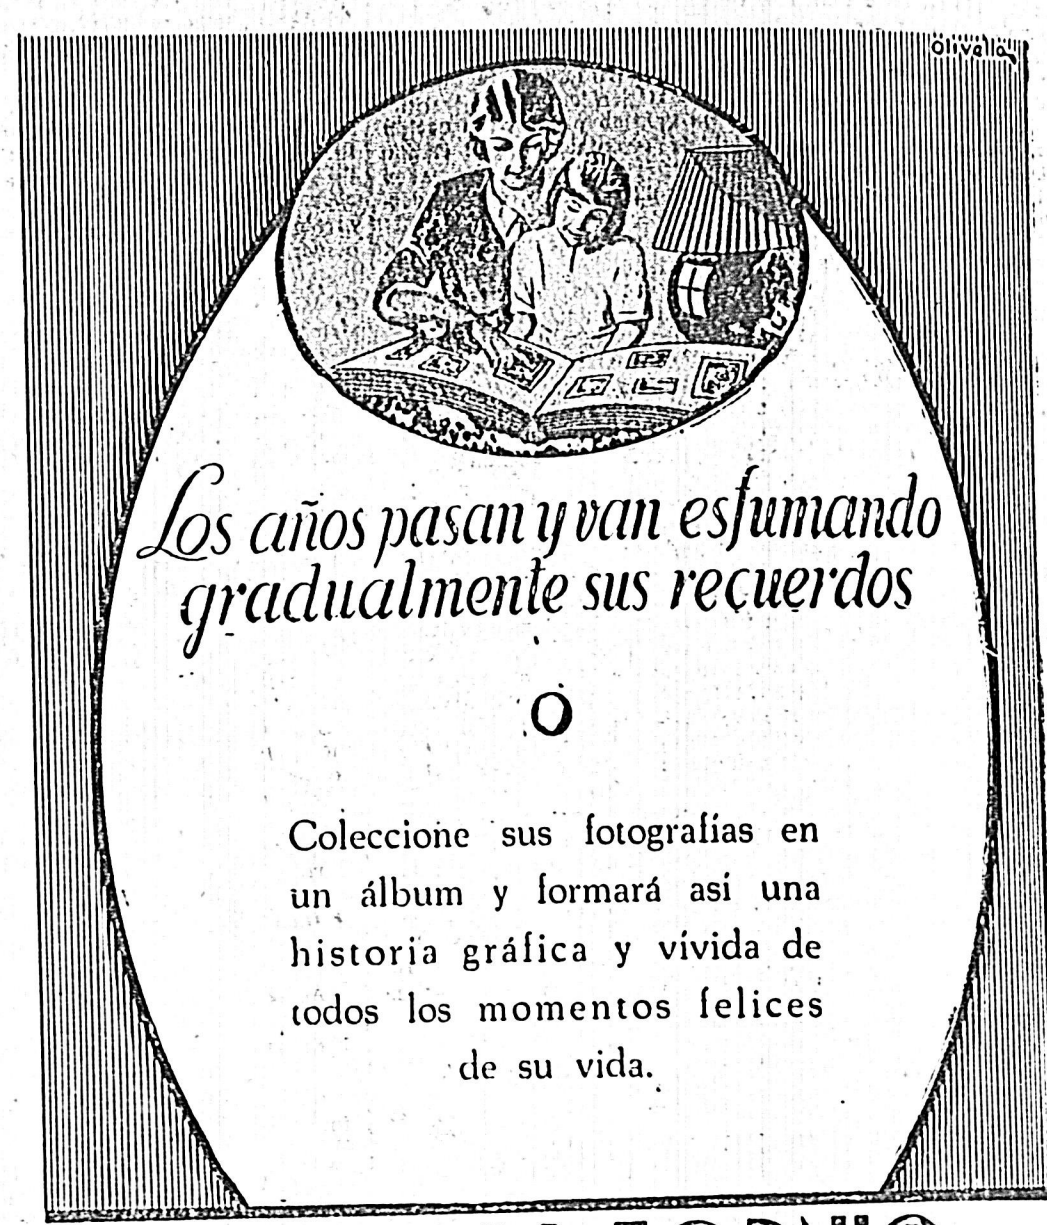 Olivella
Los años pasan y van esfumando
gradualmente sus recuerdos
O
Coleccione sus fotografías en
un álbum y formará así una
historia gráfica y vívida de
todos los momentos felices
de su vida.